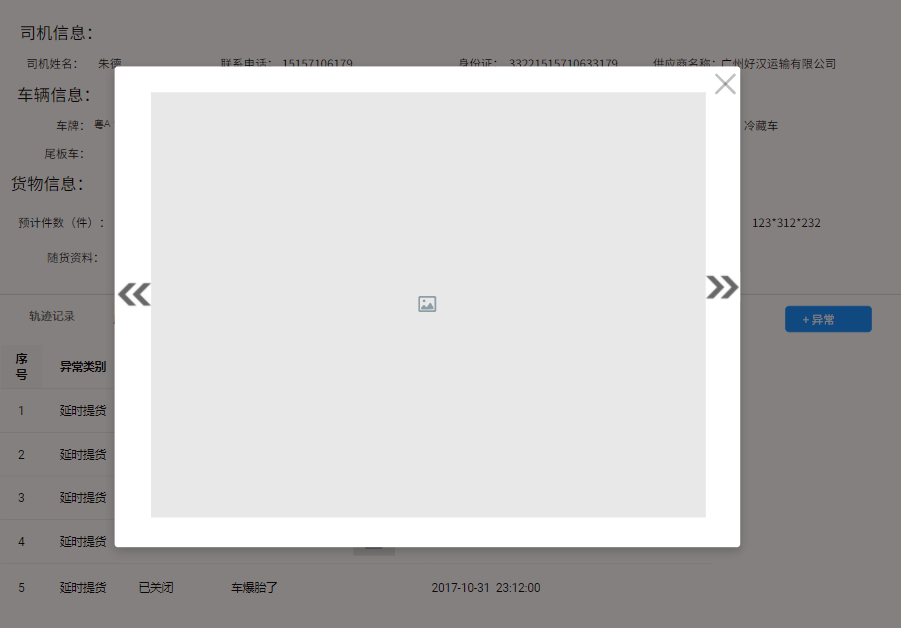 司机信息：
司机姓名： 朱德 联系电话： 15157106179 身份证： 33221515710633179 供应商名称：广州好汉运输有限公司
车辆信息：
车牌： 粤A 冷藏车
尾板车：
货物信息：
预计件数（件）： 123*312*232
随货资料：
轨迹记录 +异常
序号 异常类别
1 延时提货
2 延时提货
3 延时提货
4 延时提货
5 延时提货 已关闭 车爆胎了 2017-10-31 23:12:00